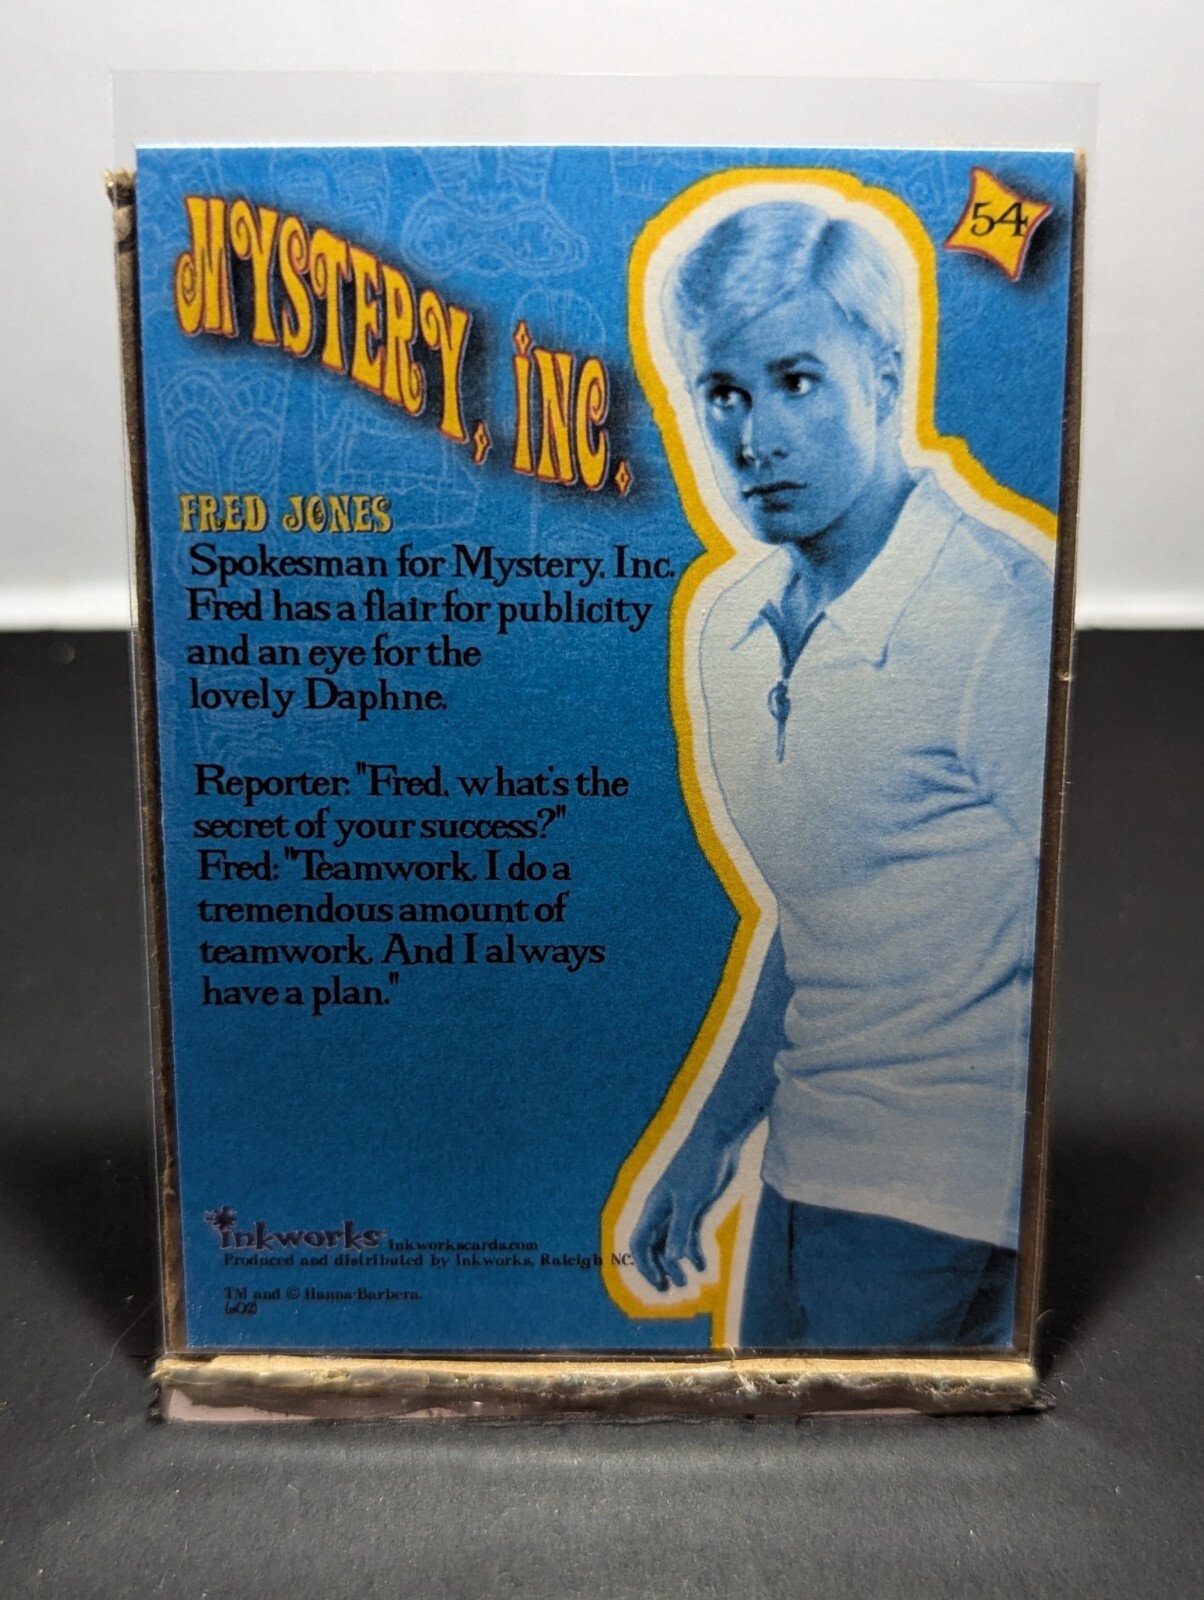 54
MYSTERY, INC.
FRED JONES
Spokesman for Mystery, Inc.
Fred has a flair for publicity
and an eye for the
lovely Daphne.
Reporter: "Fred, what's the
secret of your success?"
Fred: "Teamwork. I do a
tremendous amount of
teamwork. And I always
have a plan."
inkworks inkworkscards.com
Produced and distributed by Inkworks, Raleigh NC.
TM and © Hanna-Barbera.
(s02)